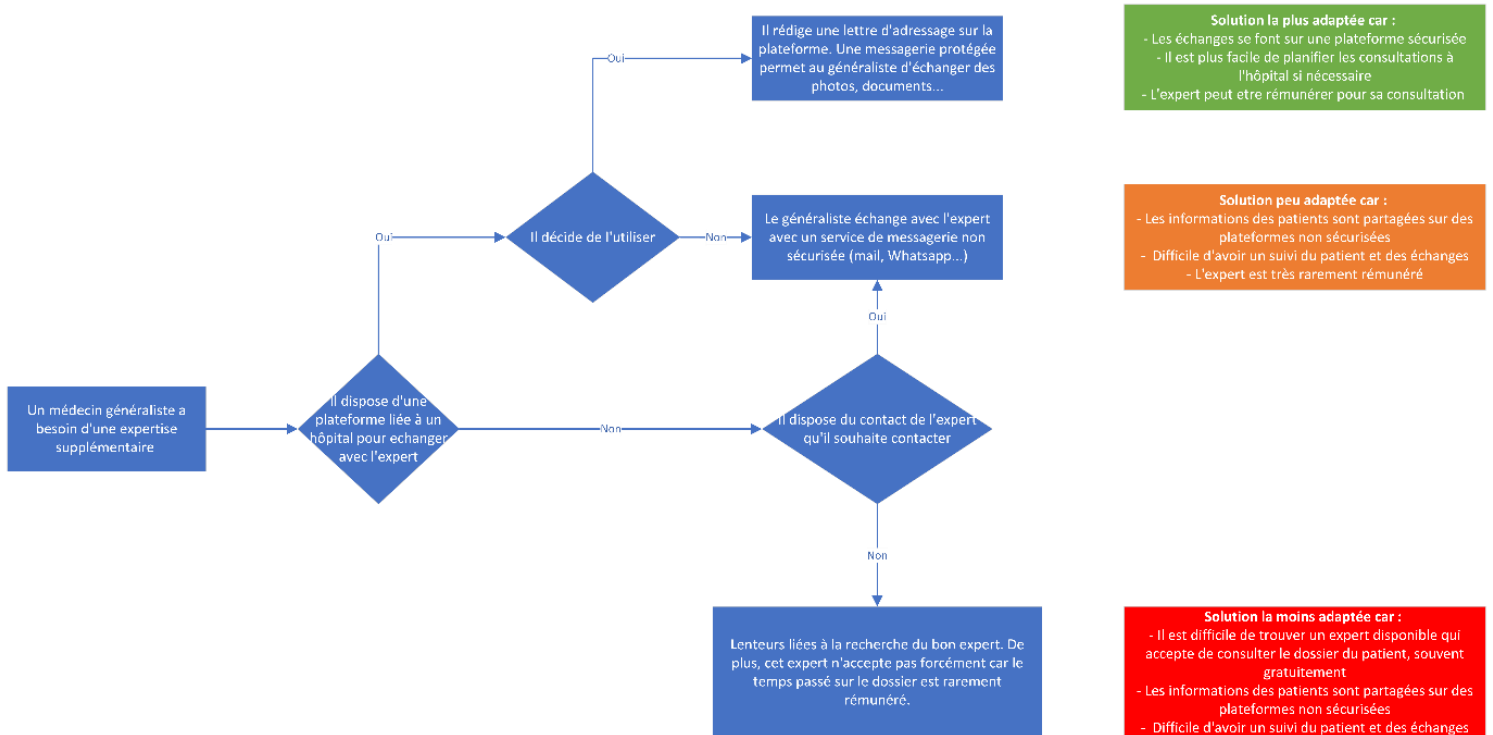 Il rédige une lettre d'adressage sur la
plateforme. Une messagerie protégée
permet au généraliste d'échanger des
photos, documents...
Solution la plus adaptée car :
- Les échanges se font sur une plateforme sécurisée
- Il est plus facile de planifier les consultations à
l'hôpital si nécessaire
- L'expert peut etre rémunérer pour sa consultation
Oui
Il décide de l'utiliser
Non
Le généraliste échange avec l'expert
avec un service de messagerie non
sécurisée (mail, Whatsapp...)
Solution peu adaptée car :
- Les informations des patients sont partagées sur des
plateformes non sécurisées
- Difficile d'avoir un suivi du patient et des échanges
- L'expert est très rarement rémunéré
Oui
Oui
Un médecin généraliste a
besoin d'une expertise
supplémentaire
Il dispose d'une
plateforme liée à un
hôpital pour echanger
avec l'expert
Non
Il dispose du contact de l'expert
qu'il souhaite contacter
Non
Lenteurs liées à la recherche du bon expert. De
plus, cet expert n'accepte pas forcément car le
temps passé sur le dossier est rarement
rémunéré.
Solution la moins adaptée car :
- Il est difficile de trouver un expert disponible qui
accepte de consulter le dossier du patient, souvent
gratuitement
- Les informations des patients sont partagées sur des
plateformes non sécurisées
- Difficile d'avoir un suivi du patient et des échanges